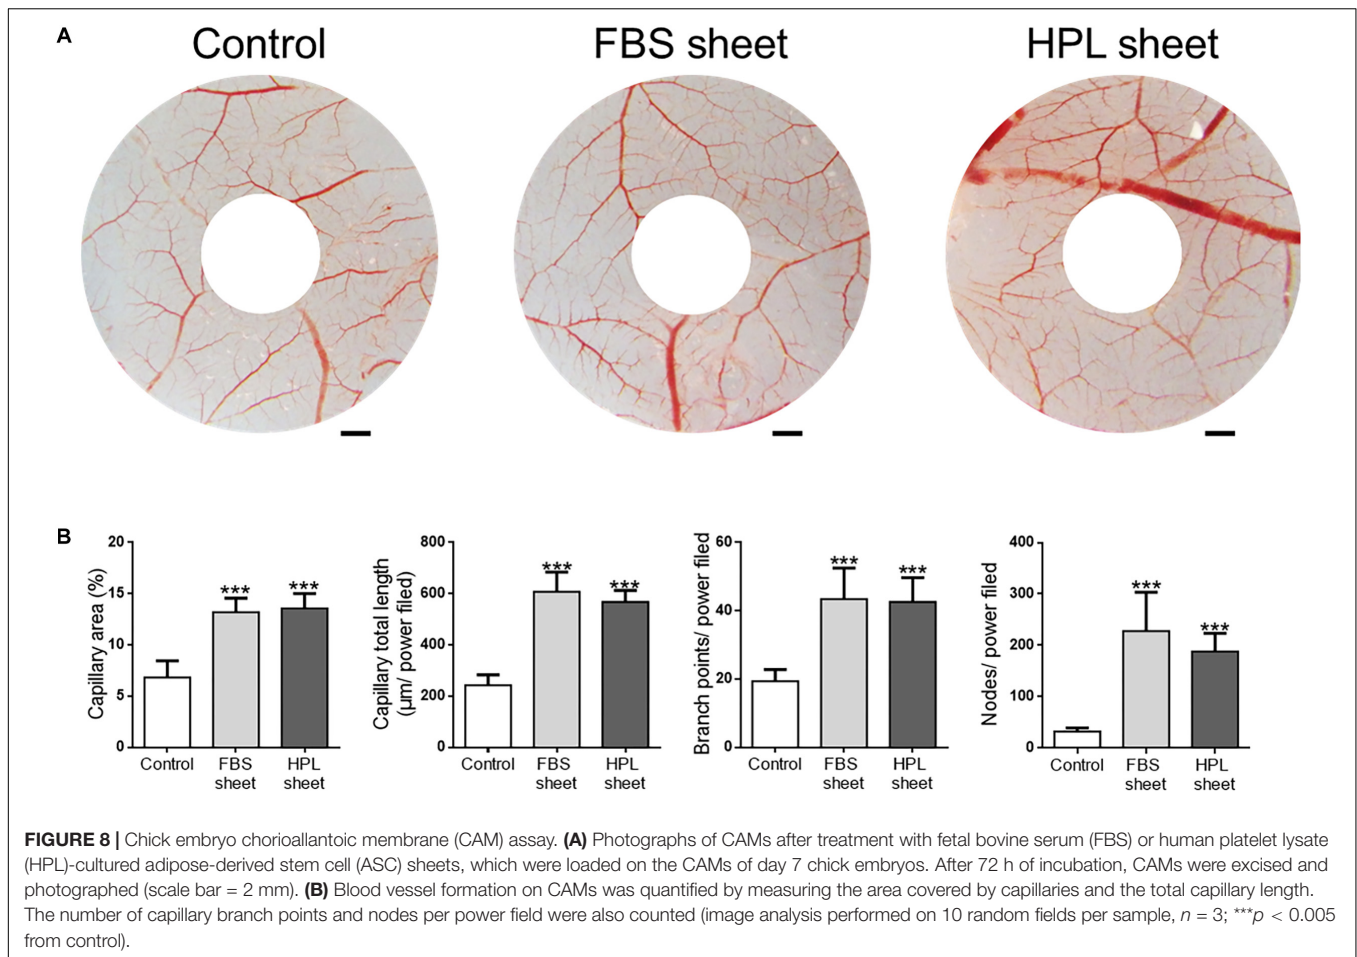 A
Control
FBS sheet
HPL sheet
B
Capillary area (%)
20
15
10
5
0
***
***
Control
FBS
sheet
HPL
sheet
Capillary total length
(µm/ power filed)
800
600
400
200
0
***
***
Control
FBS
sheet
HPL
sheet
Branch points/ power filed
60
40
20
0
***
***
Control
FBS
sheet
HPL
sheet
Nodes/ power filed
400
300
200
100
0
***
***
Control
FBS
sheet
HPL
sheet
FIGURE 8 | Chick embryo chorioallantoic membrane (CAM) assay. (A) Photographs of CAMs after treatment with fetal bovine serum (FBS) or human platelet lysate
(HPL)-cultured adipose-derived stem cell (ASC) sheets, which were loaded on the CAMs of day 7 chick embryos. After 72 h of incubation, CAMs were excised and
photographed (scale bar = 2 mm). (B) Blood vessel formation on CAMs was quantified by measuring the area covered by capillaries and the total capillary length.
The number of capillary branch points and nodes per power field were also counted (image analysis performed on 10 random fields per sample, n = 3; ***p < 0.005
from control).